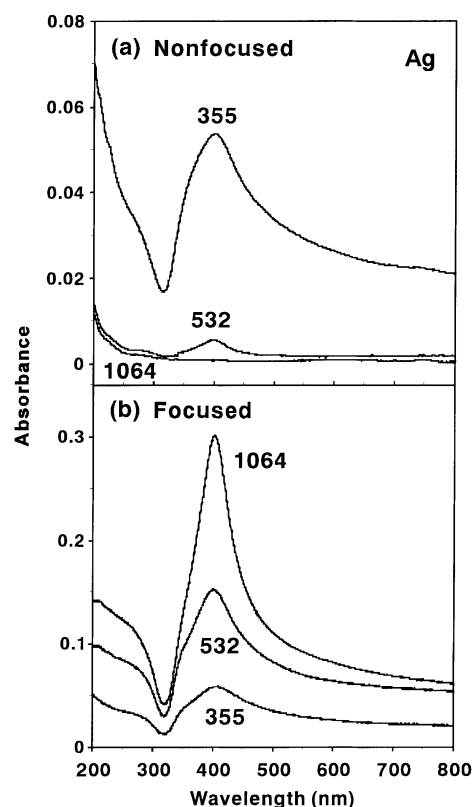 0.08
(a) Nonfocused
Ag
0.06
355
0.04
0.02
532
0
1064
Absorbance
(b) Focused
0.3
1064
0.2
532
0.1
355
0
200 300 400 500 600 700 800
Wavelength (nm)